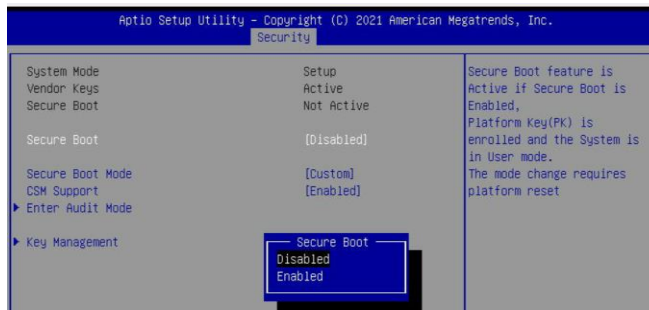 Aptio Setup Utility – Copyright (C) 2021 American Megatrends, Inc.
Security
System Mode Setup
Vendor Keys Active
Secure Boot Not Active
Secure Boot [Disabled]
Secure Boot Mode [Custom]
CSM Support [Enabled]
Enter Audit Mode
Key Management
Secure Boot feature is
Active if Secure Boot is
Enabled,
Platform Key(PK) is
enrolled and the System is
in User mode.
The mode change requires
platform reset
Secure Boot
Disabled
Enabled